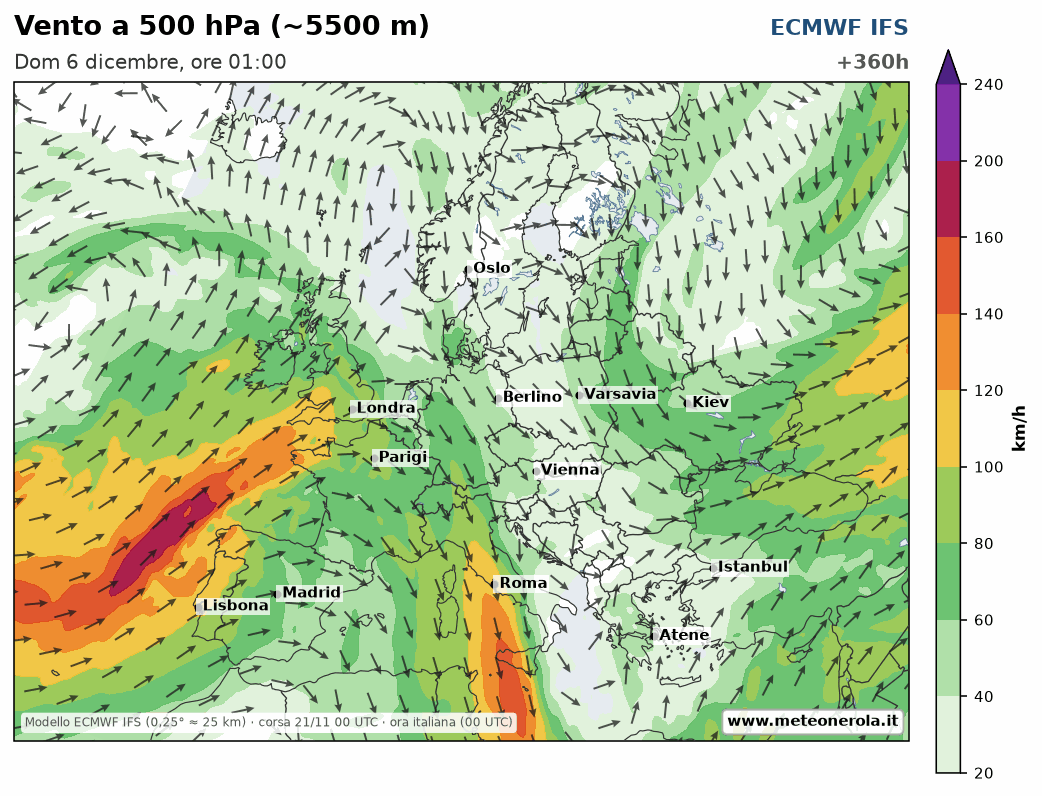 Vento a 500 hPa (~5500 m)
ECMWF IFS
Dom 6 dicembre, ore 01:00
+360h
240
200
160
140
120
100
80
60
40
20
km/h
Oslo
Berlino
Varsavia
Kiev
Londra
Parigi
Vienna
Istanbul
Roma
Madrid
Lisbona
Atene
Modello ECMWF IFS (0,25° ≈ 25 km) · corsa 21/11 00 UTC · ora italiana (00 UTC)
www.meteonerola.it